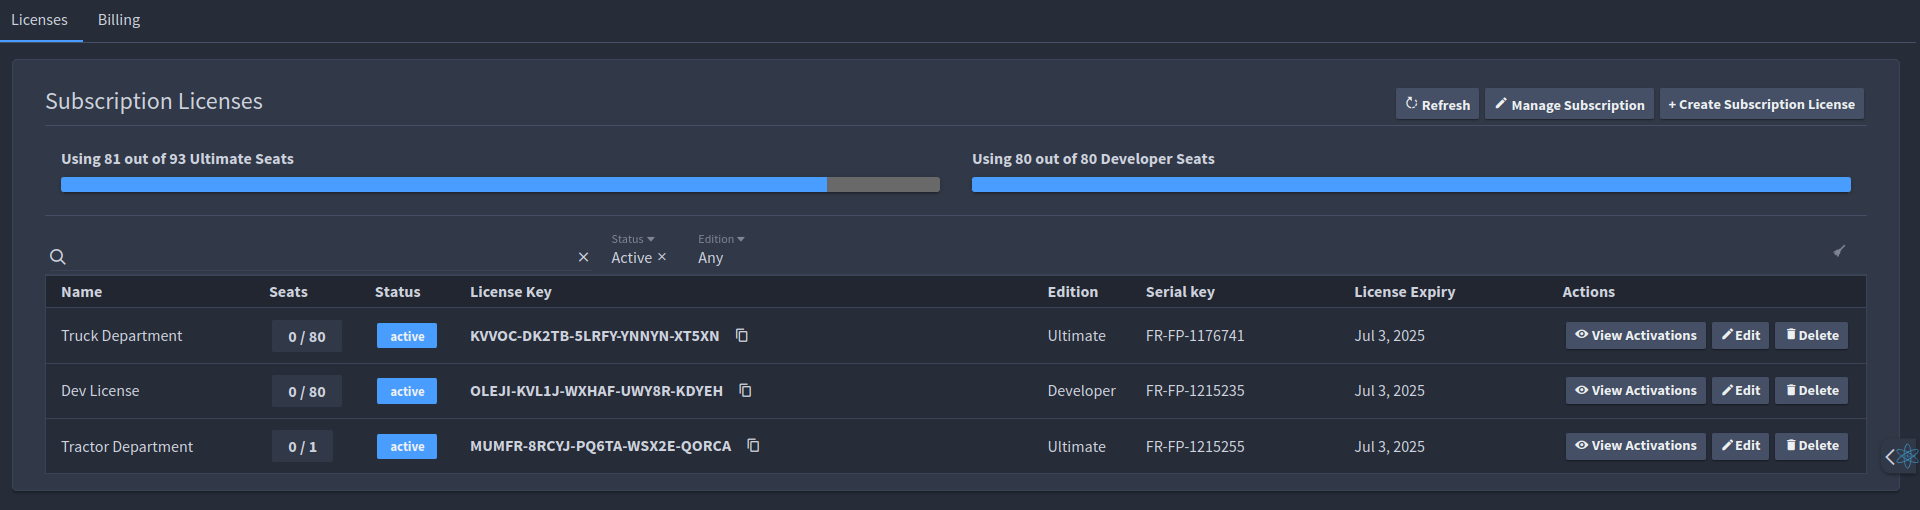 Licenses Billing
Subscription Licenses
Refresh Manage Subscription + Create Subscription License
Using 81 out of 93 Ultimate Seats Using 80 out of 80 Developer Seats
Status Edition
Active × Any
Name Seats Status License Key Edition Serial key License Expiry Actions
Truck Department 0 / 80 active KVVOC-DK2TB-5LRFY-YNNYN-XT5XN Ultimate FR-FP-1176741 Jul 3, 2025 View Activations Edit Delete
Dev License 0 / 80 active OLEJI-KVL1J-WXHAF-UWY8R-KDYEH Developer FR-FP-1215235 Jul 3, 2025 View Activations Edit Delete
Tractor Department 0 / 1 active MUMFR-8RCYJ-PQ6TA-WSX2E-QORCA Ultimate FR-FP-1215255 Jul 3, 2025 View Activations Edit Delete